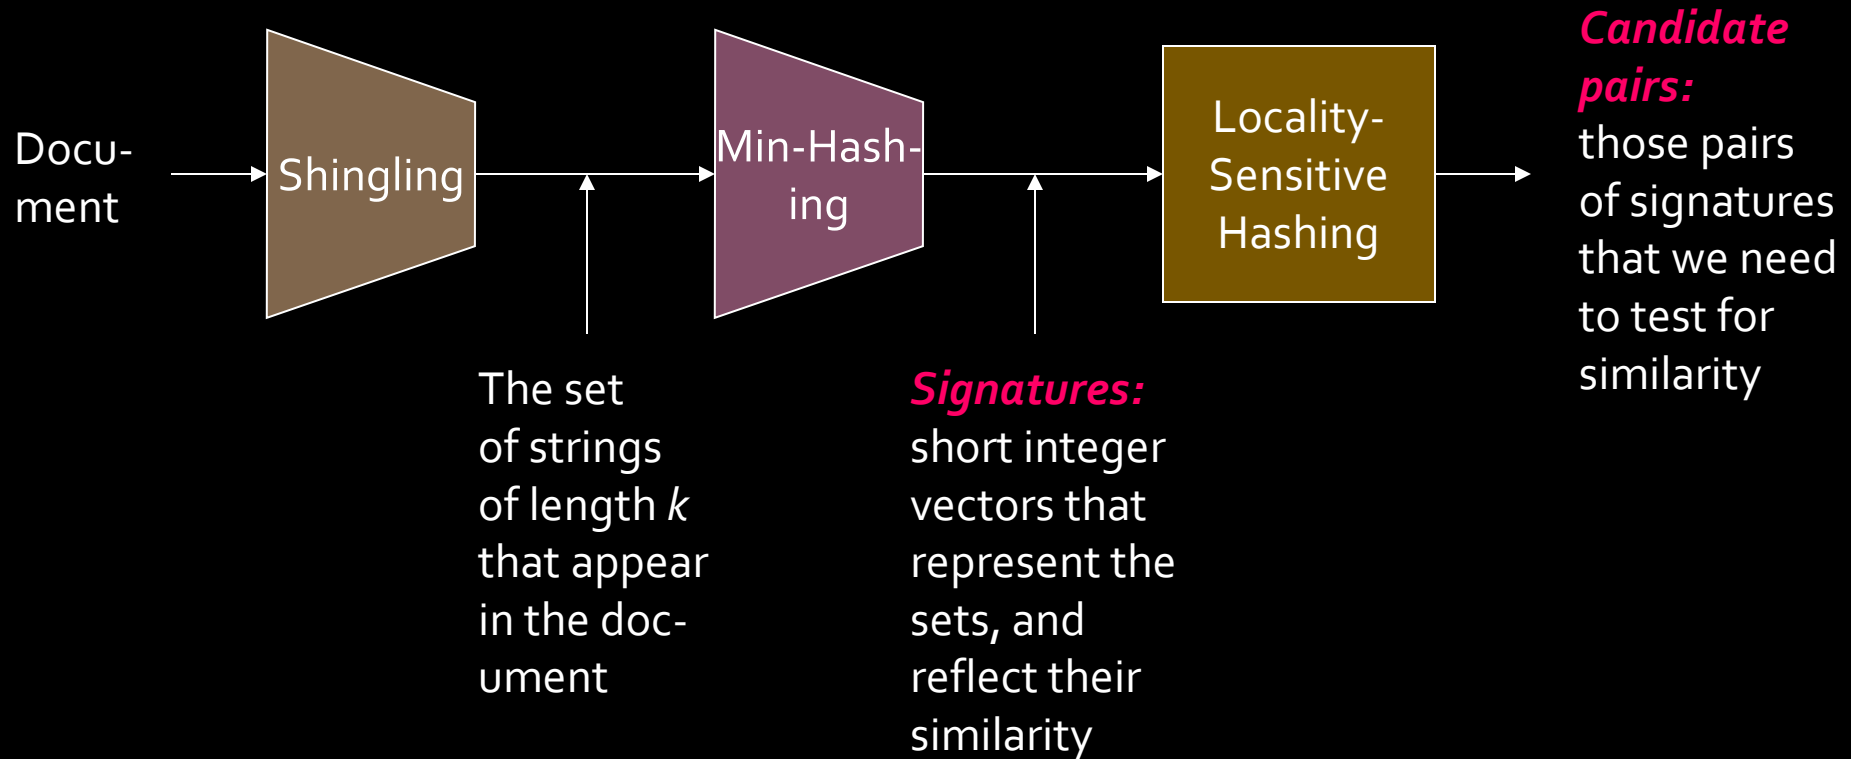 Docu-
ment
Shingling
The set
of strings
of length k
that appear
in the doc-
ument
Min-Hash-
ing
Signatures:
short integer
vectors that
represent the
sets, and
reflect their
similarity
Locality-
Sensitive
Hashing
Candidate
pairs:
those pairs
of signatures
that we need
to test for
similarity